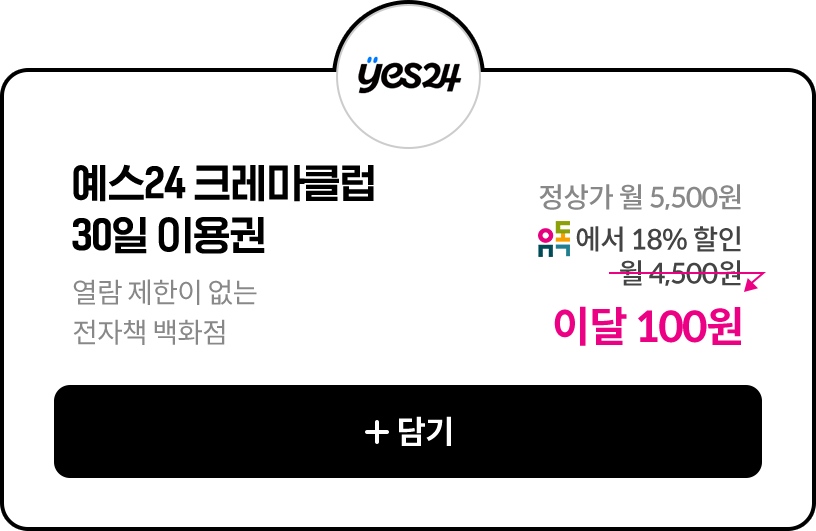 yes24
예스24 크레마클럽
30일 이용권
열람 제한이 없는
전자책 백화점
정상가 월 5,500원
유독에서 18% 할인
월 4,500원
이달 100원
+ 담기